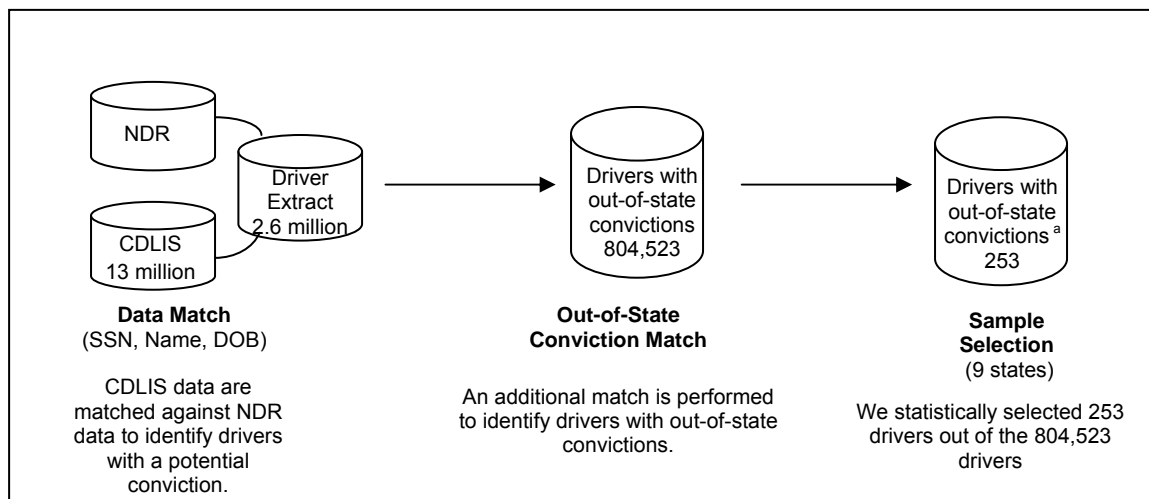 NDR
CDLIS
13 million
Driver
Extract
2.6 million
Data Match
(SSN, Name, DOB)
CDLIS data are
matched against NDR
data to identify drivers
with a potential
conviction.
Drivers with
out-of-state
convictions
804,523
Out-of-State
Conviction Match
An additional match is performed
to identify drivers with out-of-state
convictions.
Drivers with
out-of-state
convictions a
253
Sample
Selection
(9 states)
We statistically selected 253
drivers out of the 804,523
drivers